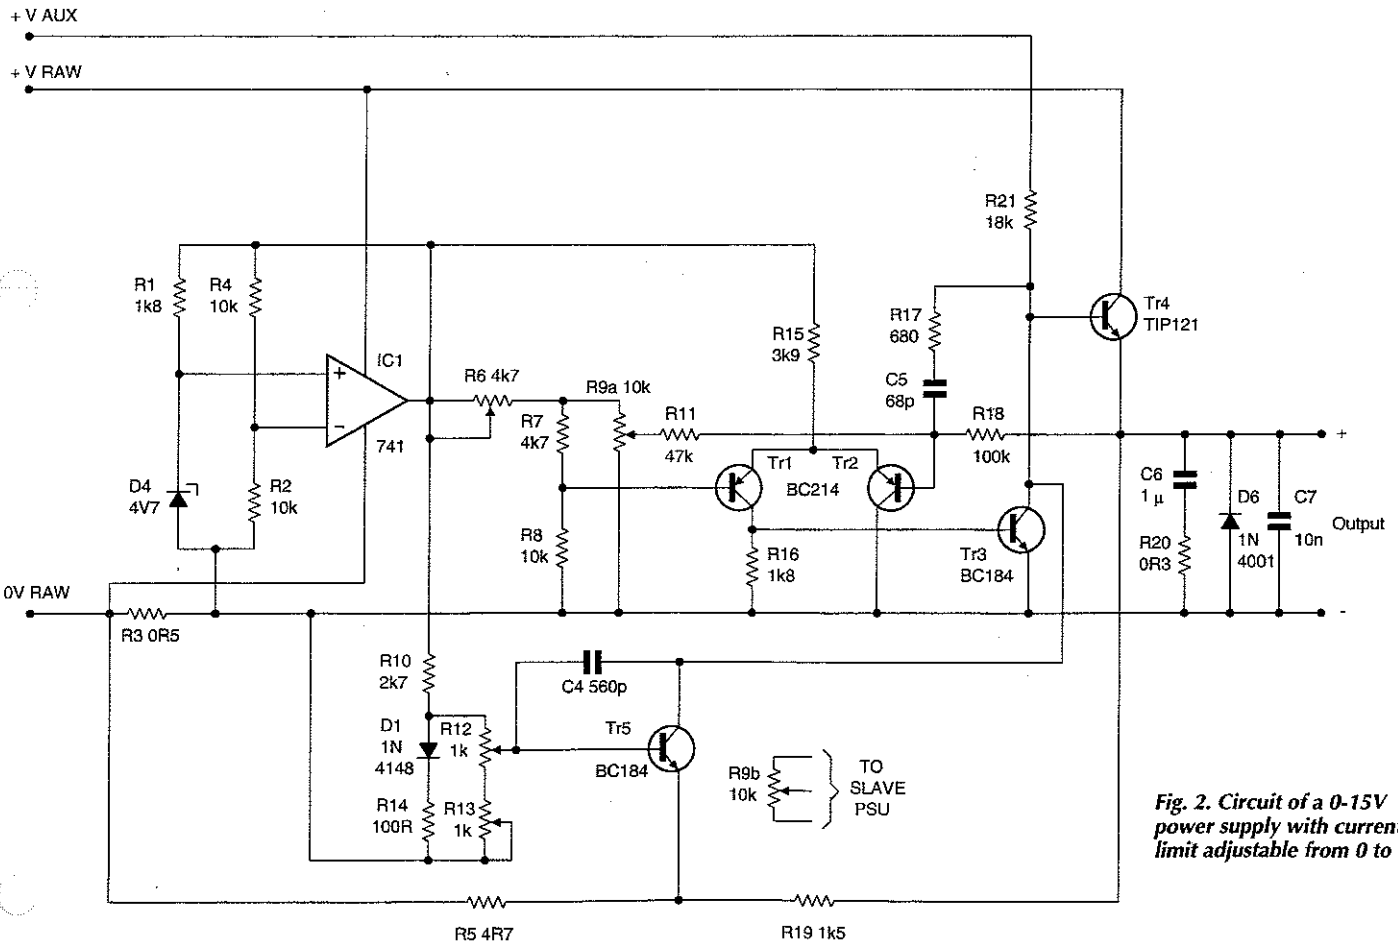 + V AUX
+ V RAW
R21
18k
R1
1k8
R4
10k
R17
680
Tr4
TIP121
R15
3k9
IC1
R6 4k7
R9a 10k
C5
68p
R7
4k7
R11
47k
R18
100k
+
+
−
741
Tr1
Tr2
BC214
D4
4V7
R2
10k
C6
1 µ
D6
1N
4001
C7
10n
Output
R8
10k
R16
1k8
Tr3
BC184
R20
0R3
0V RAW
-
R3 0R5
R10
2k7
C4 560p
D1
1N
4148
R12
1k
Tr5
BC184
R9b
10k
TO
SLAVE
PSU
R14
100R
R13
1k
Fig. 2. Circuit of a 0-15V
power supply with current
limit adjustable from 0 to
R5 4R7
R19 1k5